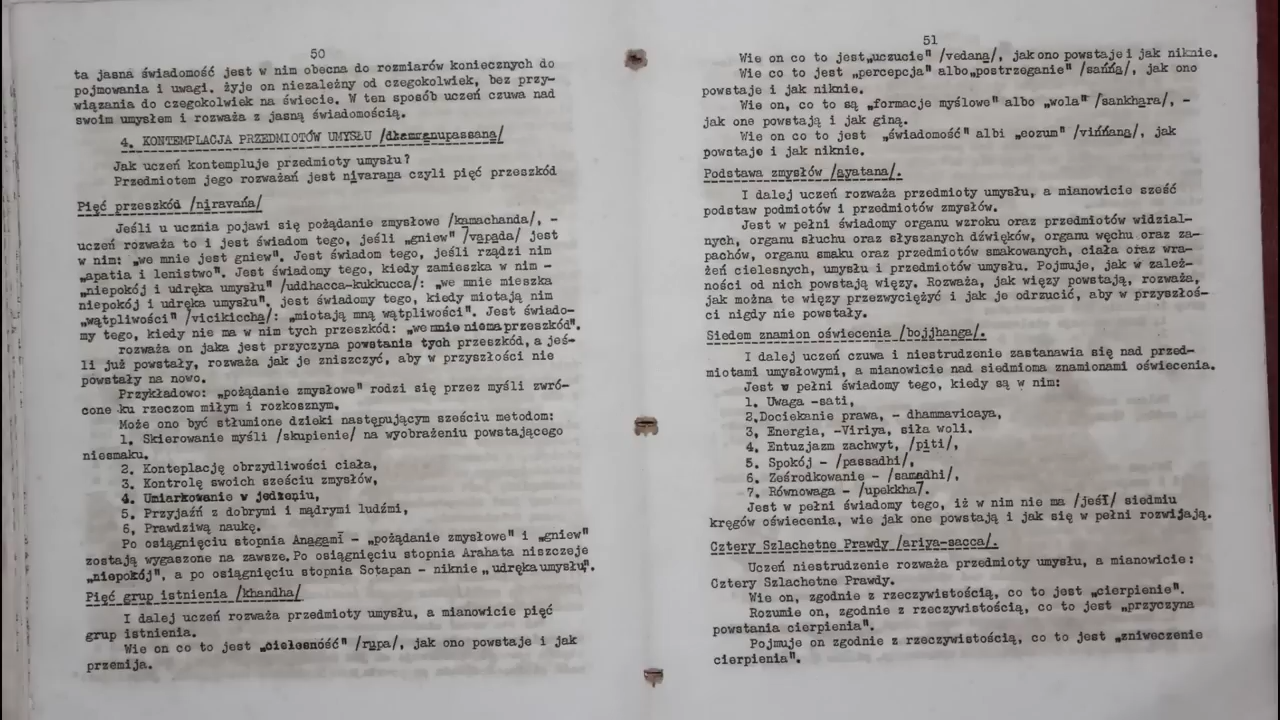 50
ta jasna świadomość jest w nim obecna do rozmiarów koniecznych do
pojmowania i uwagi. żyje on niezależny od czegokolwiek, bez przy-
wiązania do czegokolwiek na świecie. W ten sposób uczeń czuwa nad
swoim umysłem i rozważa z jasną świadomością.
4. KONTEMPLACJA PRZEDMIOTÓW UMYSŁU /dhamranupassana/
Jak uczeń kontempluje przedmioty umysłu?
Przedmiotem jego rozważań jest nivarana czyli pięć przeszkód
Pięć przeszkód /niravańa/
Jeśli u ucznia pojawi się pożądanie zmysłowe /kamachanda/, -
uczeń rozważa to i jest świadom tego, jeśli „gniew" /vapada/ jest
w nim: „we mnie jest gniew". Jest świadom tego, jeśli rządzi nim
„apatia i lenistwo". Jest świadomy tego, kiedy zamieszka w nim -
„niepokój i udręka umysłu" /uddhacca-kukkucca/: „we mnie mieszka
niepokój i udręka umysłu". jest świadomy tego, kiedy miotają nim
„wątpliwości" /vicikiccha/: „miotają mną wątpliwości". Jest świado-
my tego, kiedy nie ma w nim tych przeszkód: „we mnie niema przeszkód".
rozważa on jaka jest przyczyna powstania tych przeszkód, a jeś-
li już powstały, rozważa jak je zniszczyć, aby w przyszłości nie
powstały na nowo.
Przykładowo: „pożądanie zmysłowe" rodzi się przez myśli zwró-
cone ku rzeczom miłym i rozkosznym.
Może ono być stłumione dzieki następującym sześciu metodom:
1. Skierowanie myśli /skupienie/ na wyobrażeniu powstającego
niesmaku.
2. Konteplację obrzydliwości ciała,
3. Kontrolę swoich sześciu zmysłów,
4. Umiarkowanie w jedzeniu,
5. Przyjaźń z dobrymi i mądrymi ludźmi,
6, Prawdziwą naukę.
Po osiągnięciu stopnia Anagamī - „pożądanie zmysłowe" i „gniew"
zostają wygaszone na zawsze. Po osiągnięciu stopnia Arahata niszczeje
„niepokój", a po osiągnięciu stopnia Sotapan - niknie „udręka umysłu".
Pięć grup istnienia /khandha/
I dalej uczeń rozważa przedmioty umysłu, a mianowicie pięć
grup istnienia.
Wie on co to jest „cielesność" /rupa/, jak ono powstaje i jak
przemija.
51
Wie on co to jest „uczucie" /vedana/, jak ono powstaje i jak niknie.
Wie co to jest „percepcja" albo „postrzeganie" /sańńa/, jak ono
powstaje i jak niknie.
Wie on, co to są „formacje myślowe" albo „wola" /sankhara/, -
jak one powstają i jak giną.
Wie on co to jest „świadomość" albi „eozum" /vińńana/, jak
powstaje i jak niknie.
Podstawa zmysłów /ayatana/.
I dalej uczeń rozważa przedmioty umysłu, a mianowicie sześć
podstaw podmiotów i przedmiotów zmysłów.
Jest w pełni świadomy organu wzroku oraz przedmiotów widzial-
nych, organu słuchu oraz słyszanych dźwięków, organu węchu oraz za-
pachów, organu smaku oraz przedmiotów smakowanych, ciała oraz wra-
żeń cielesnych, umysłu i przedmiotów umysłu. Pojmuje, jak w zależ-
ności od nich powstają więzy. Rozważa, jak więzy powstają, rozważa,
jak można te więzy przezwyciężyć i jak je odrzucić, aby w przyszłoś-
ci nigdy nie powstały.
Siedem znamion oświecenia /bojjhanga/.
I dalej uczeń czuwa i niestrudzenie zastanawia się nad przed-
miotami umysłowymi, a mianowicie nad siedmioma znamionami oświecenia.
Jest w pełni świadomy tego, kiedy są w nim:
1. Uwaga -sati,
2.Dociekanie prawa, - dhammavicaya,
3, Energia, -Viriya, siła woli.
4. Entuzjazm zachwyt, /piti/,
5. Spokój - /passadhi/,
6. Ześrodkowanie - /samadhi/,
7. Równowaga - /upekkha/.
Jest w pełni świadomy tego, iż w nim nie ma /jeśl/ siedmiu
kręgów oświecenia, wie jak one powstają i jak się w pełni rozwijają.
Cztery Szlachetne Prawdy /ariya-sacca/.
Uczeń niestrudzenie rozważa przedmioty umysłu, a mianowicie:
Cztery Szlachetne Prawdy.
Wie on, zgodnie z rzeczywistością, co to jest „cierpienie".
Rozumie on, zgodnie z rzeczywistością, co to jest „przyczyna
powstania cierpienia".
Pojmuje on zgodnie z rzeczywistością, co to jest „zniweczenie
cierpienia".